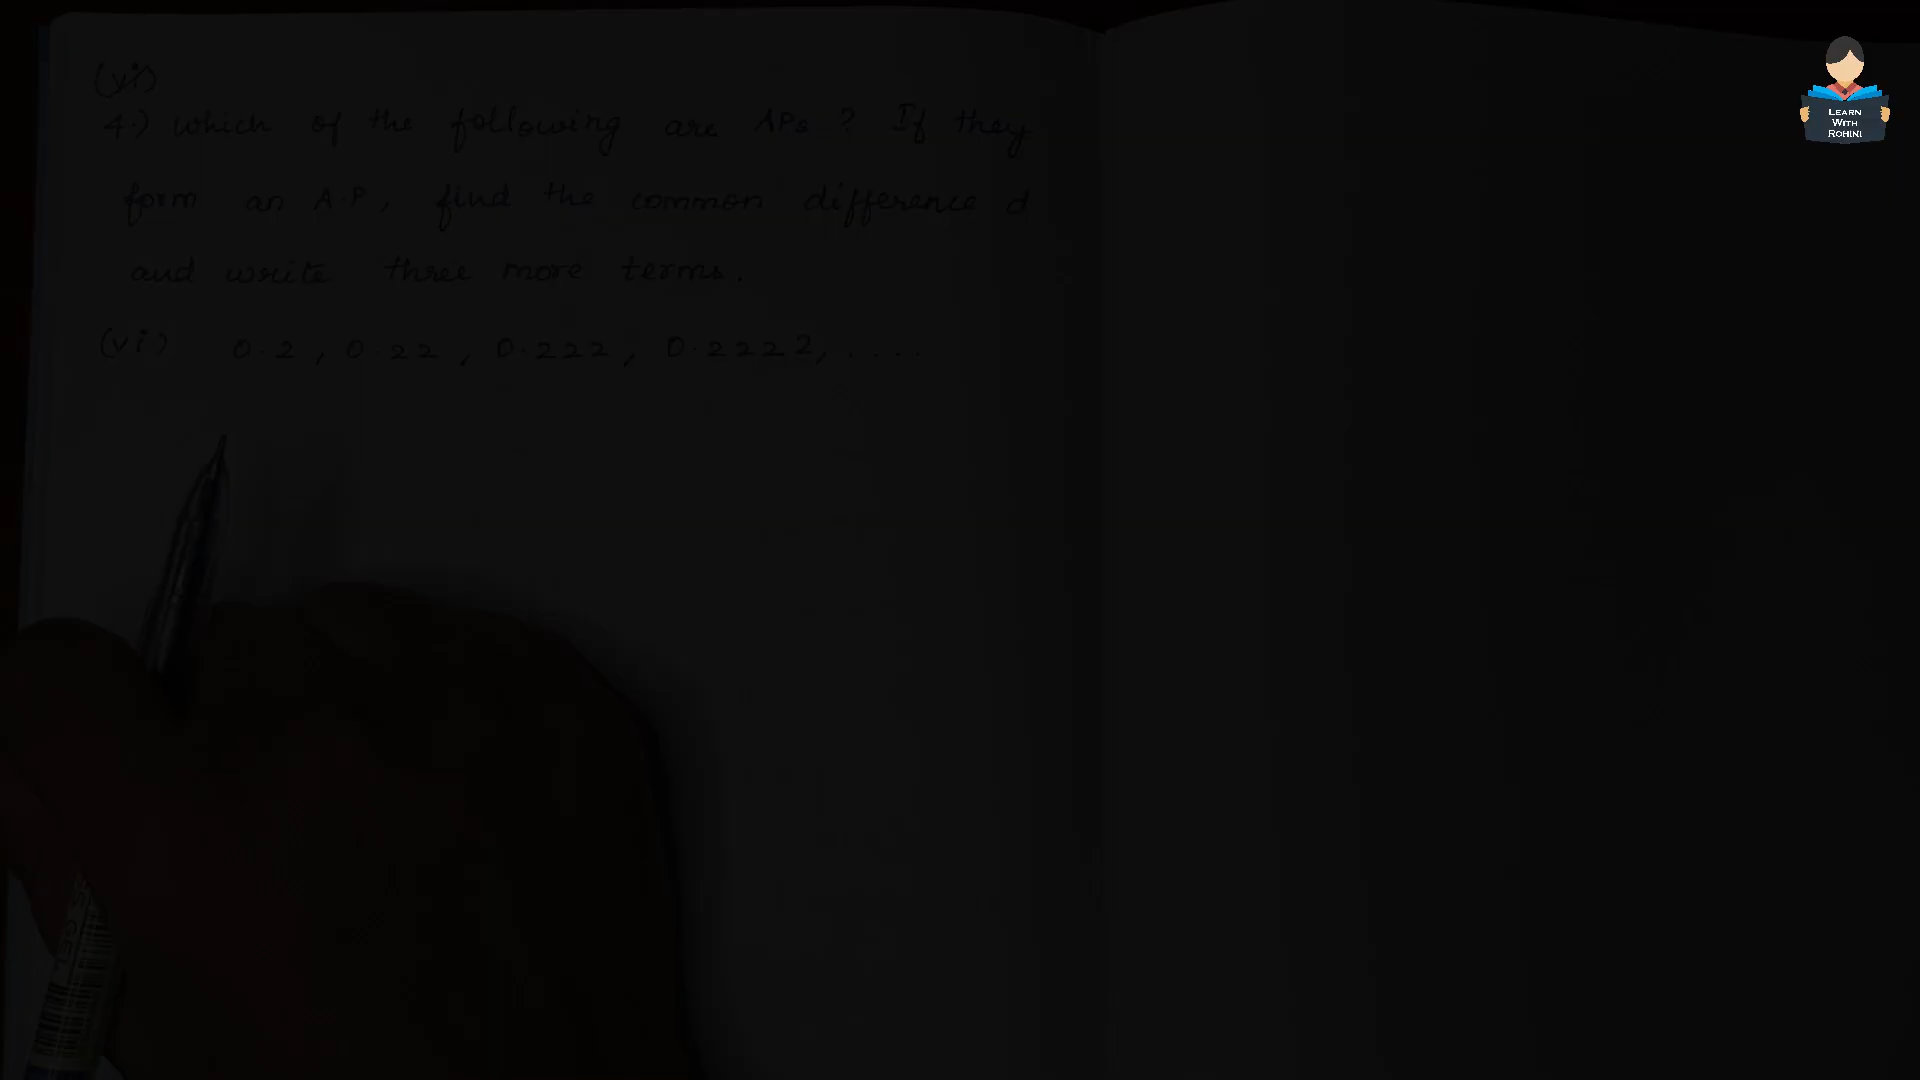 (vi)
4.) which of the following are APs ? If they
form an A.P, find the common difference d
and write three more terms.
(vi) 0.2 , 0.22 , 0.222 , 0.2222, ....
LEARN
WITH
ROHINI